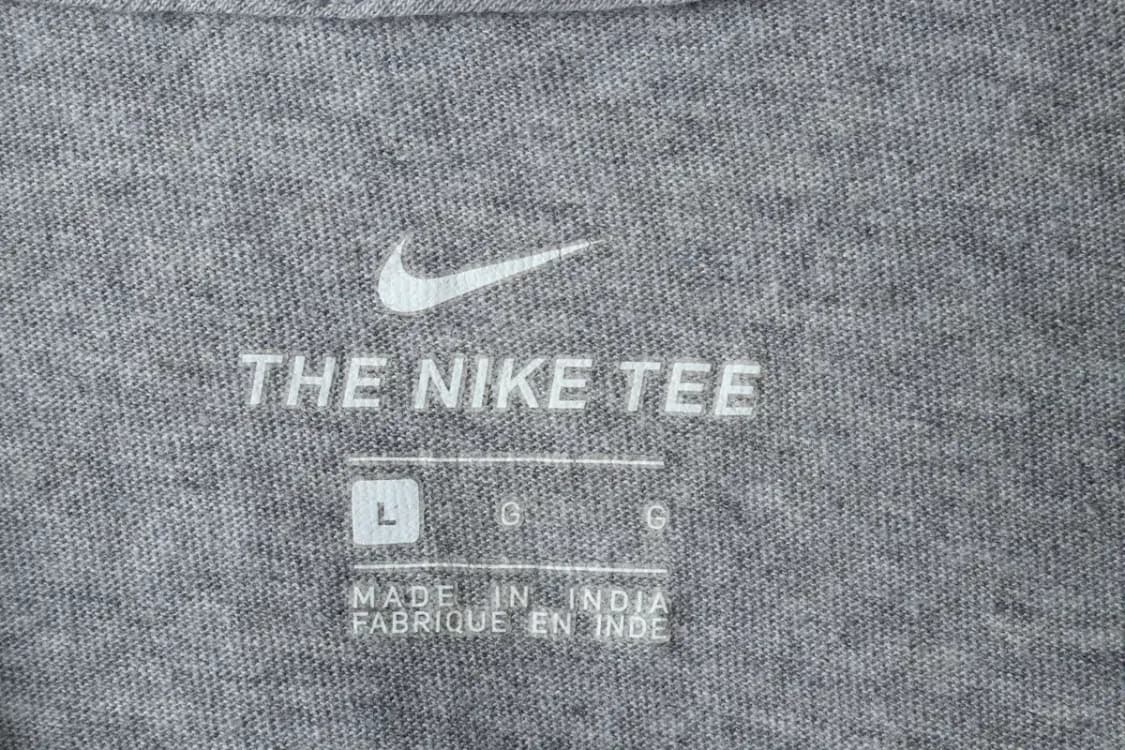 THE NIKE TEE
L G G
MADE IN INDIA
FABRIQUE EN INDE